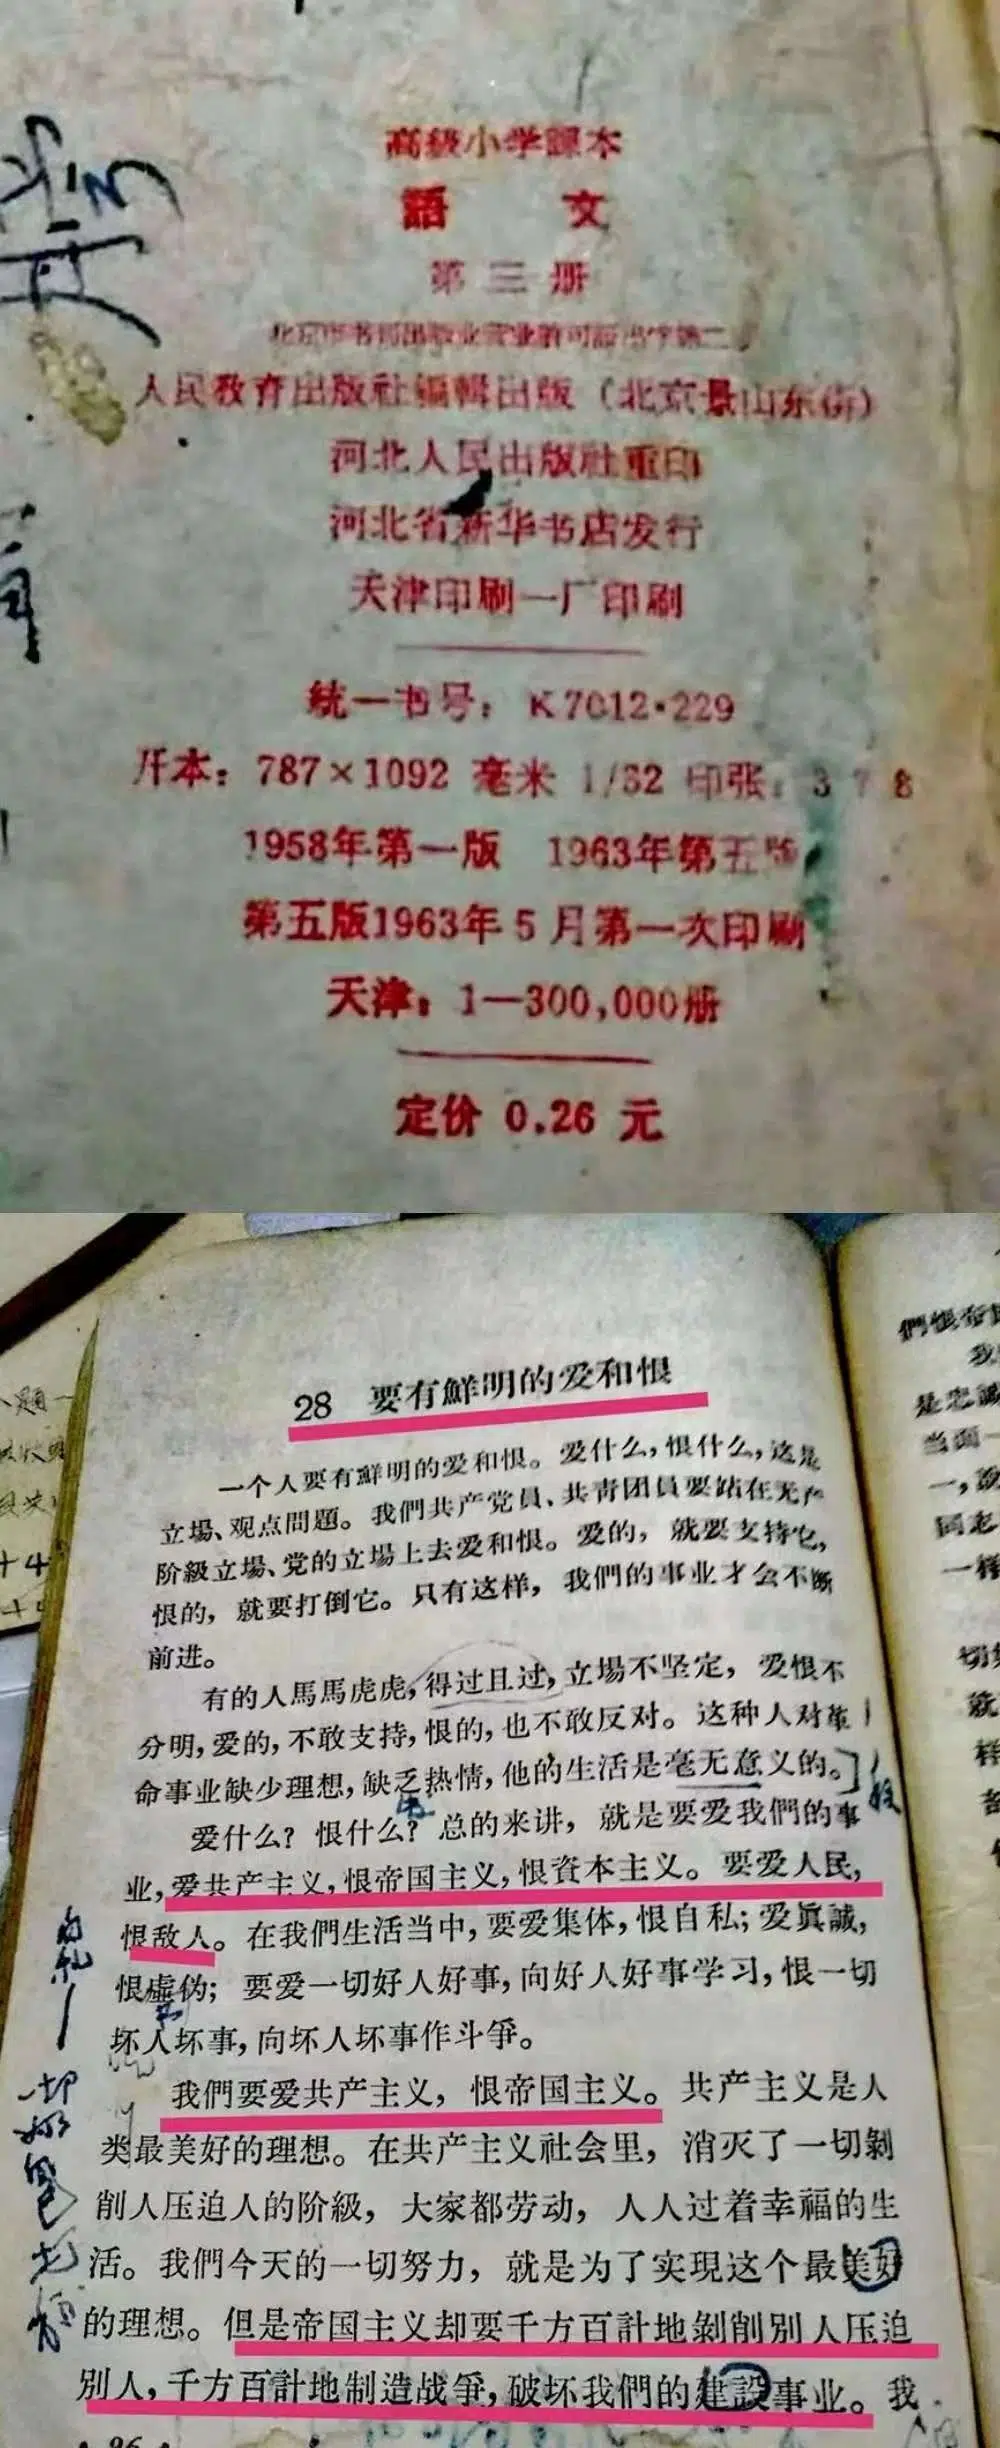 高級小学課本
語 文
第三册
人民教育出版社編輯出版（北京景山东街）
河北人民出版社重印
河北省新华书店发行
天津印刷一厂印刷
統一书号：K7012·229
开本：787×1092 毫米 1/32 印张：3 7 8
1958年第一版 1963年第五版
第五版1963年5月第一次印刷
天津：1—300,000册
定价 0.26 元
28 要有鮮明的爱和恨
一个人要有鮮明的爱和恨。爱什么，恨什么，这是
立場、观点問題。我們共产党員、共青团員要站在无产
阶級立場、党的立場上去爱和恨。爱的，就要支持它，
恨的，就要打倒它。只有这样，我們的事业才会不断
前进。
有的人馬馬虎虎，得过且过，立場不坚定，爱恨不
分明，爱的，不敢支持，恨的，也不敢反对。这种人对革
命事业缺少理想，缺乏热情，他的生活是毫无意义的。
爱什么？恨什么？总的来讲，就是要爱我們的事
业，爱共产主义，恨帝国主义，恨資本主义。要爱人民，
恨敌人。在我們生活当中，要爱集体，恨自私；爱眞誠，
恨虛伪；要爱一切好人好事，向好人好事学习，恨一切
坏人坏事，向坏人坏事作斗爭。
我們要爱共产主义，恨帝国主义。共产主义是人
类最美好的理想。在共产主义社会里，消灭了一切剝
削人压迫人的阶級，大家都劳动，人人过着幸福的生
活。我們今天的一切努力，就是为了实現这个最美好
的理想。但是帝国主义却要千方百計地剝削別人压迫
別人，千方百計地制造战爭，破坏我們的建設事业。我
們恨帝
是忠誠
当面一
同志
一样
切